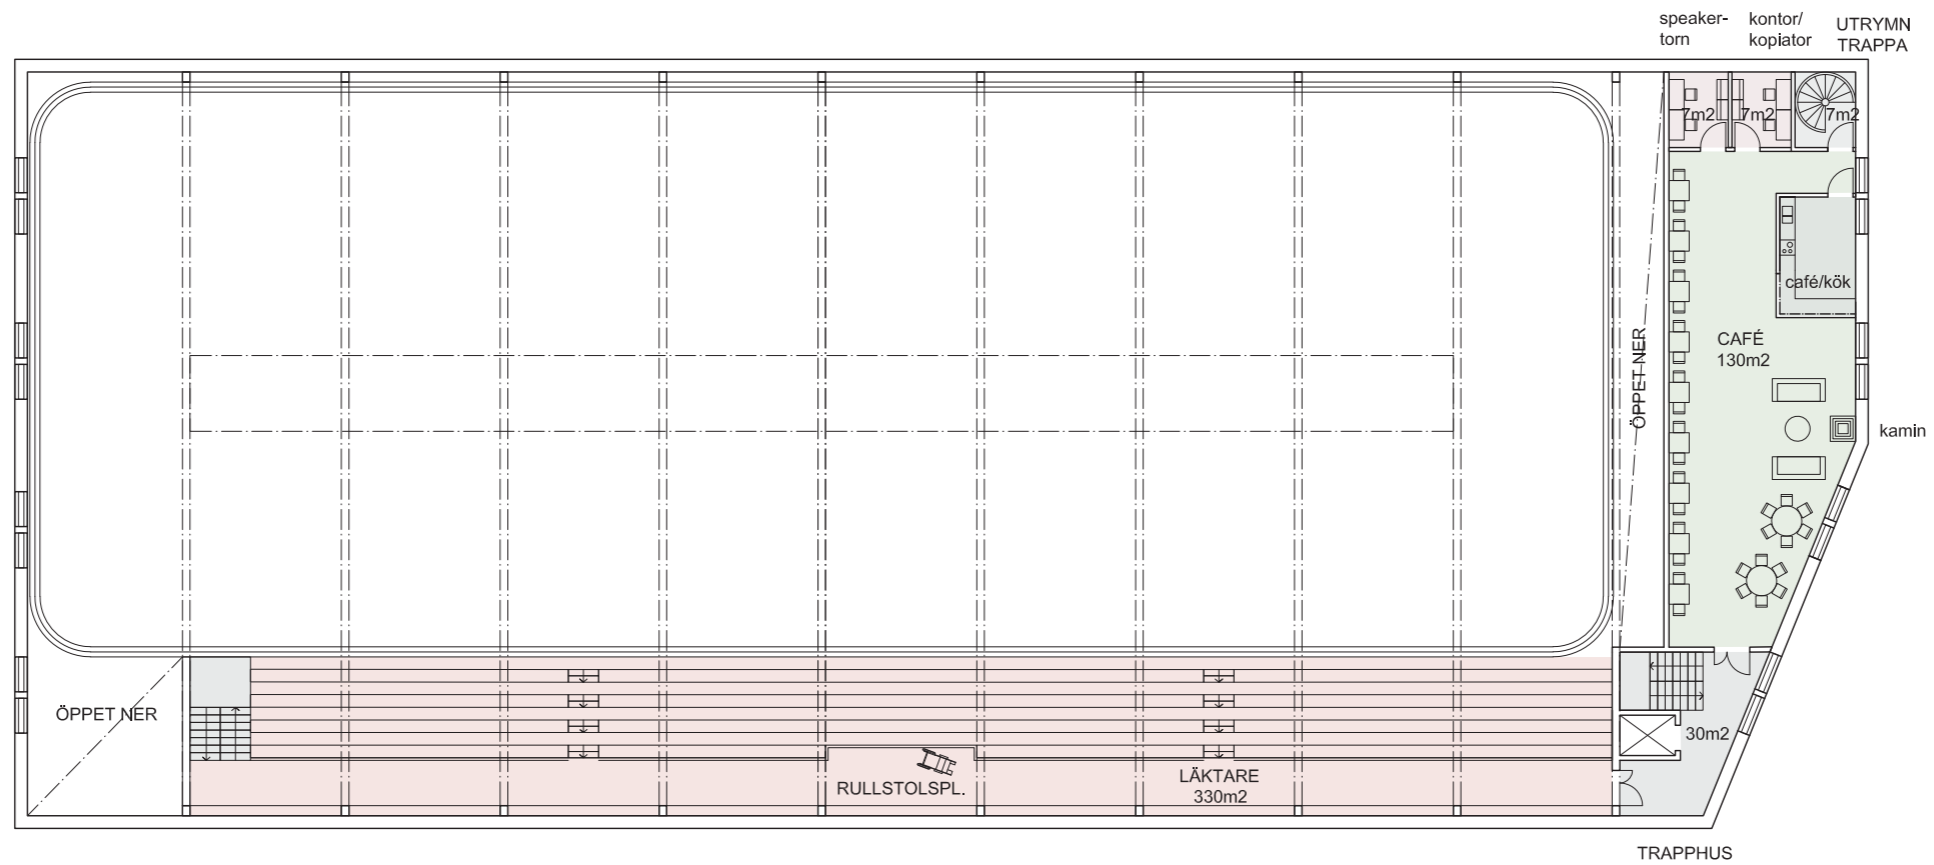 speaker-
torn
kontor/
kopiator
UTRYMN
TRAPPA
7m2
7m2
7m2
café/kök
CAFÉ
130m2
ÖPPET NER
kamin
ÖPPET NER
30m2
RULLSTOLSPL.
LÄKTARE
330m2
TRAPPHUS